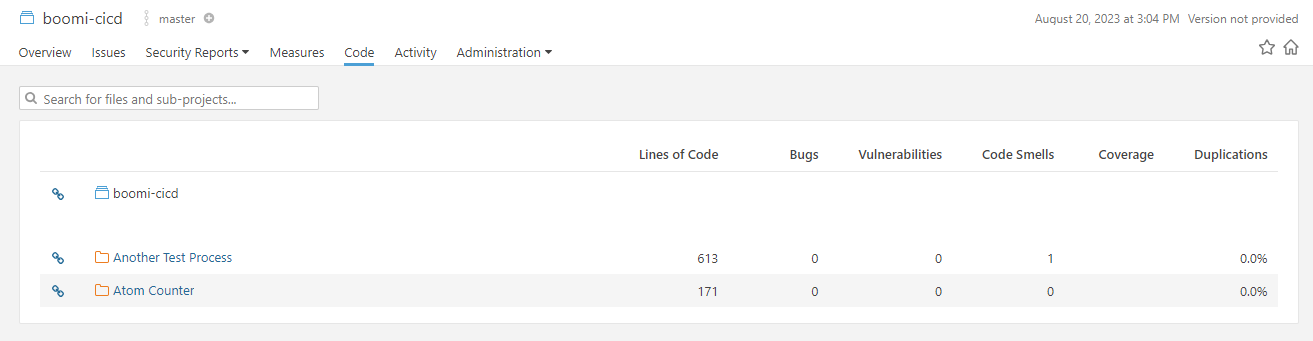 boomi-cicd master August 20, 2023 at 3:04 PM Version not provided
Overview Issues Security Reports Measures Code Activity Administration
Search for files and sub-projects...
Lines of Code Bugs Vulnerabilities Code Smells Coverage Duplications
boomi-cicd
Another Test Process 613 0 0 1 0.0%
Atom Counter 171 0 0 0 0.0%